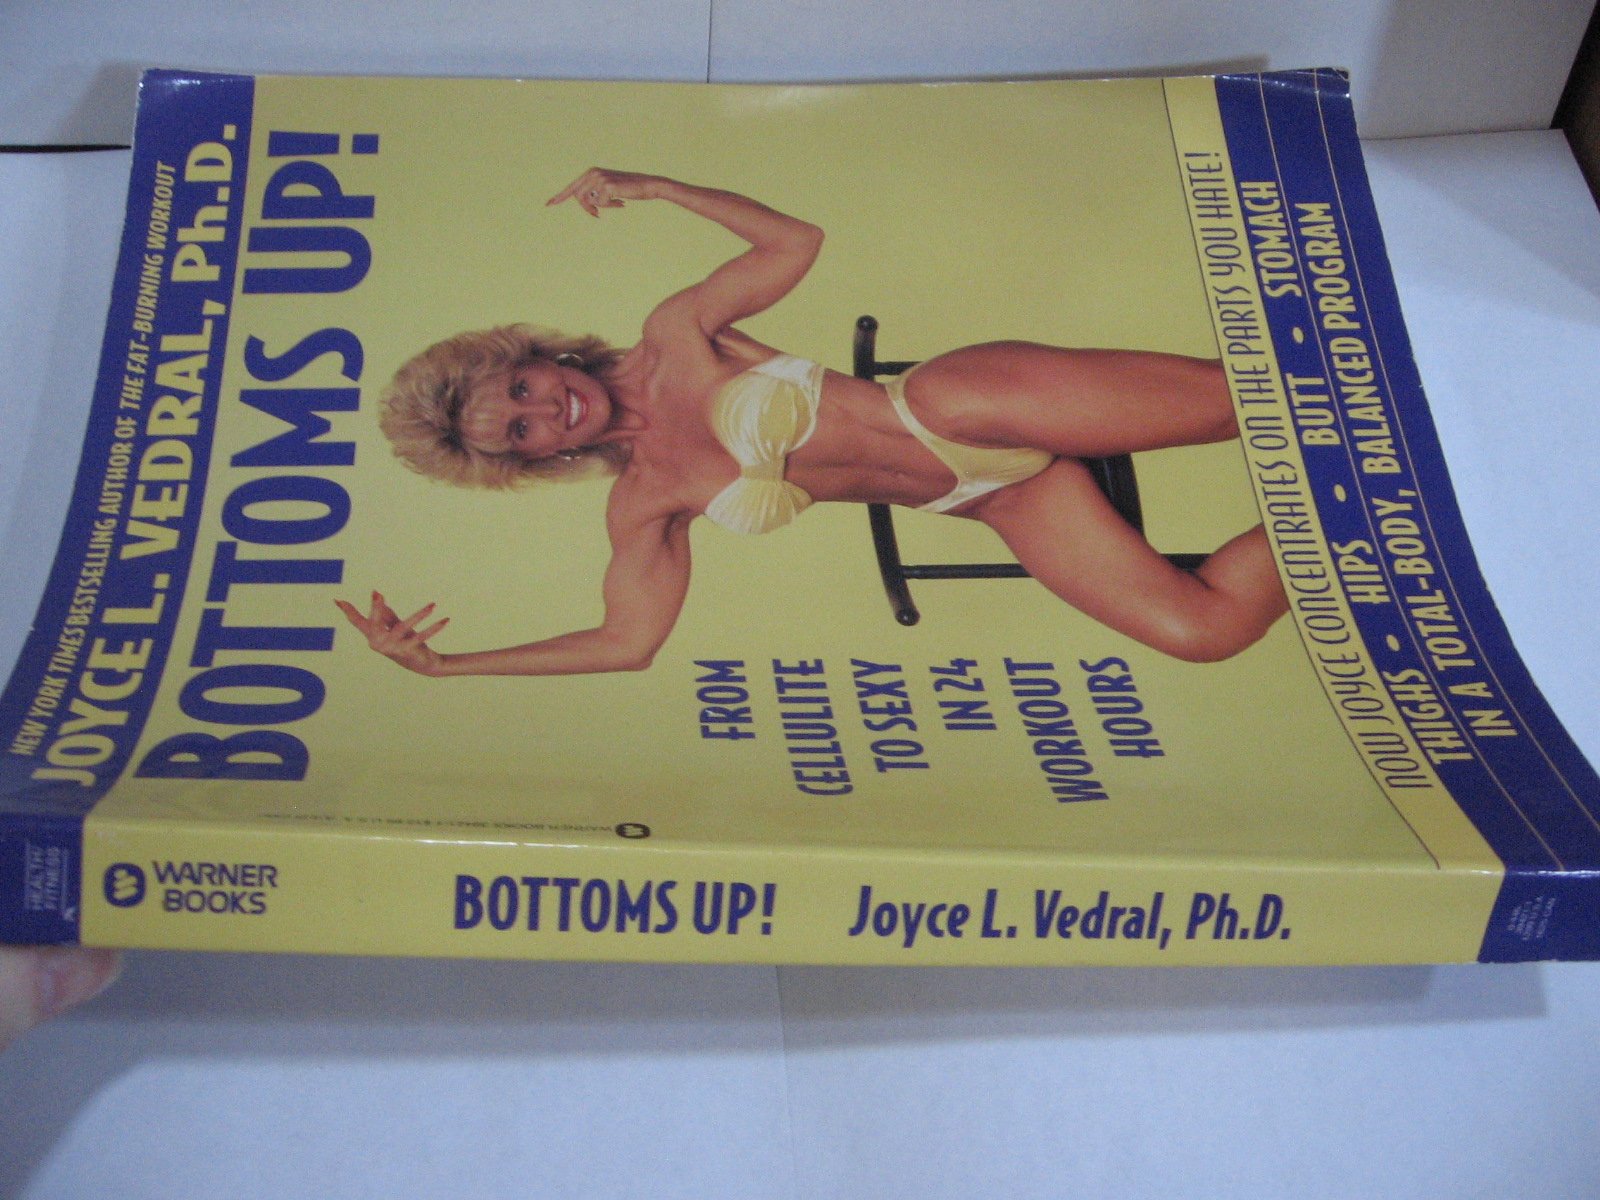 NEW YORK TIMES BESTSELLING AUTHOR OF THE FAT-BURNING WORKOUT
JOYCE L. VEDRAL, Ph.D.
BOTTOMS UP!
FROM
CELLULITE
TO SEXY
IN 24
WORKOUT
HOURS
NOW JOYCE CONCENTRATES ON THE PARTS YOU HATE!
THIGHS • HIPS • BUTT • STOMACH
IN A TOTAL-BODY, BALANCED PROGRAM
HEALTH/
FITNESS
WARNER
BOOKS
BOTTOMS UP! Joyce L. Vedral, Ph.D.